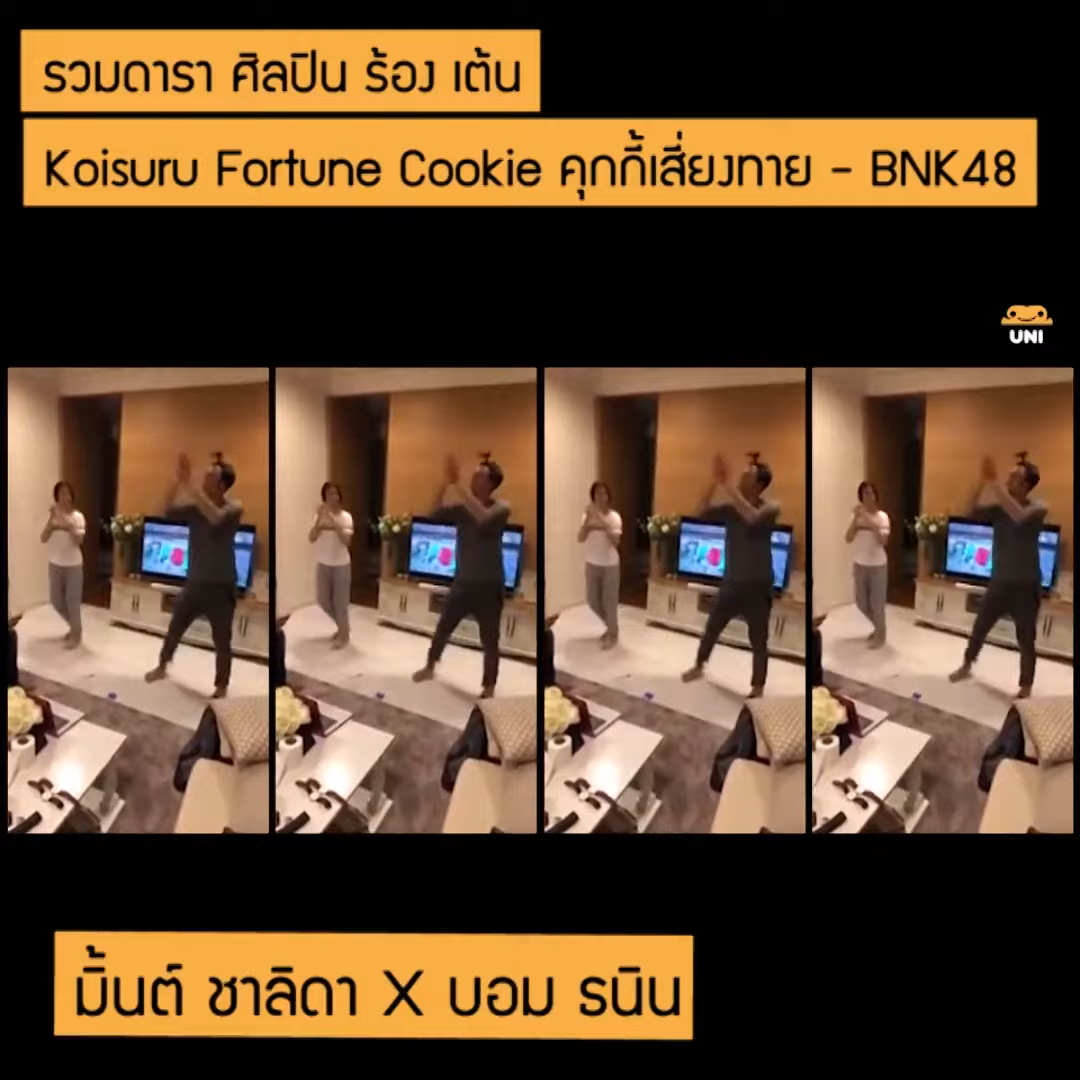 รวมดารา ศิลปิน ร้อง เต้น
Koisuru Fortune Cookie คุกกี้เสี่ยงทาย - BNK48
UNI
มิ้นต์ ชาลิดา X บอม ธนิน